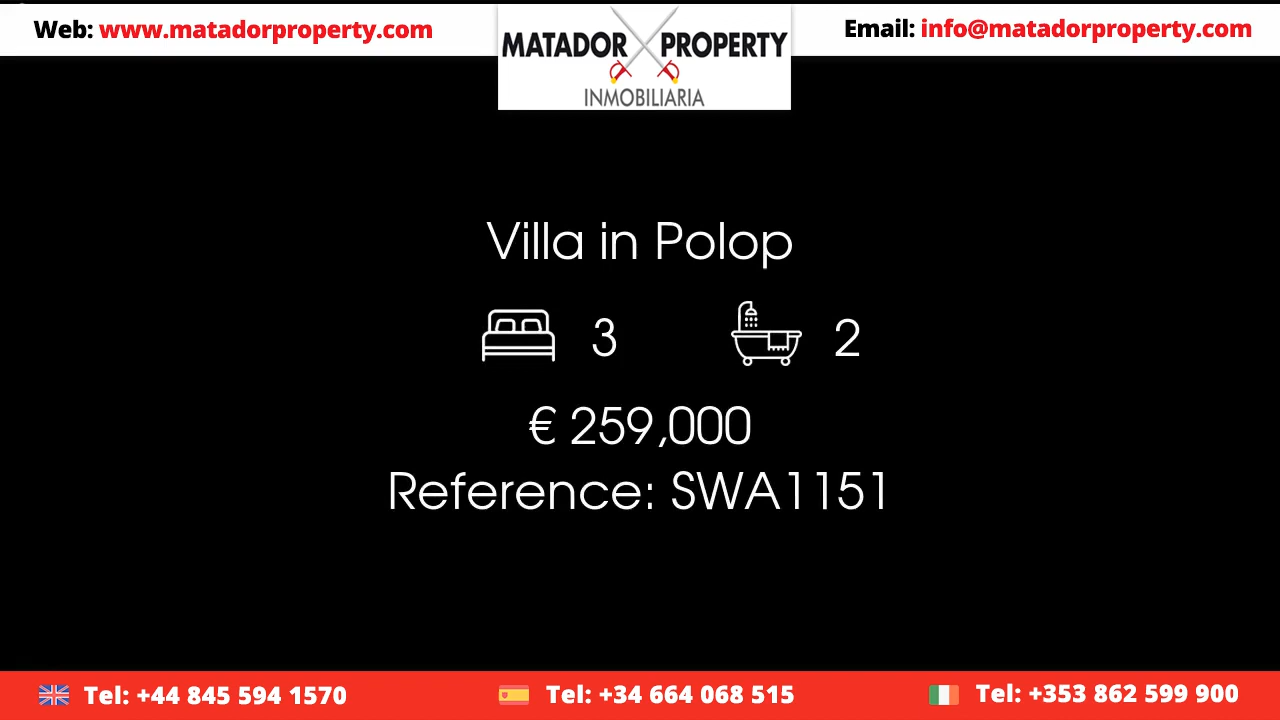 Web: www.matadorproperty.com
MATADOR PROPERTY
INMOBILIARIA
Email: info@matadorproperty.com
Villa in Polop
3 2
€ 259,000
Reference: SWA1151
Tel: +44 845 594 1570
Tel: +34 664 068 515
Tel: +353 862 599 900